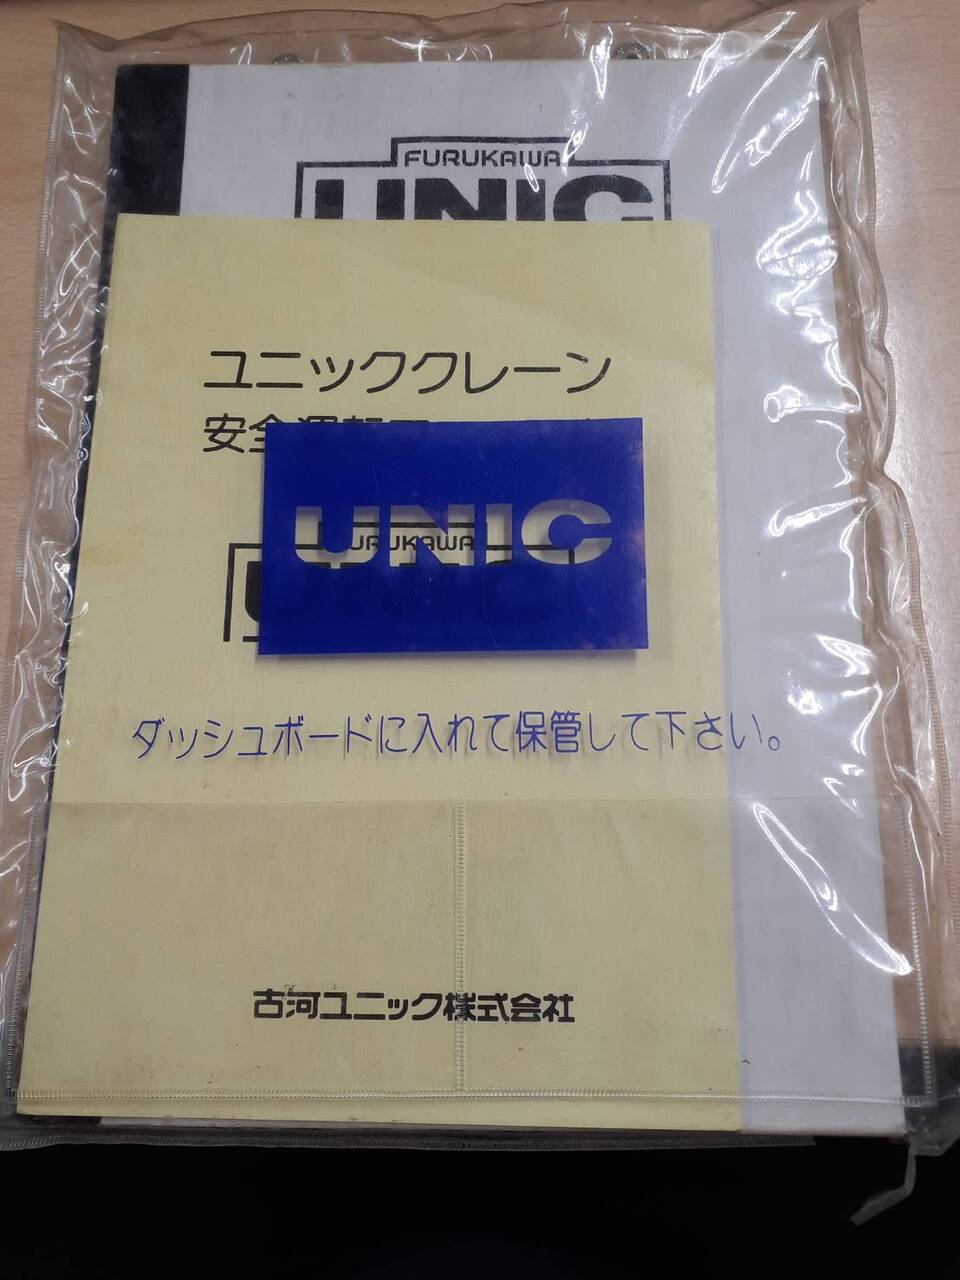 FURUKAWA
UNIC
ユニッククレーン
安全運転
UNIC
FURUKAWA
ダッシュボードに入れて保管して下さい。
古河ユニック株式会社